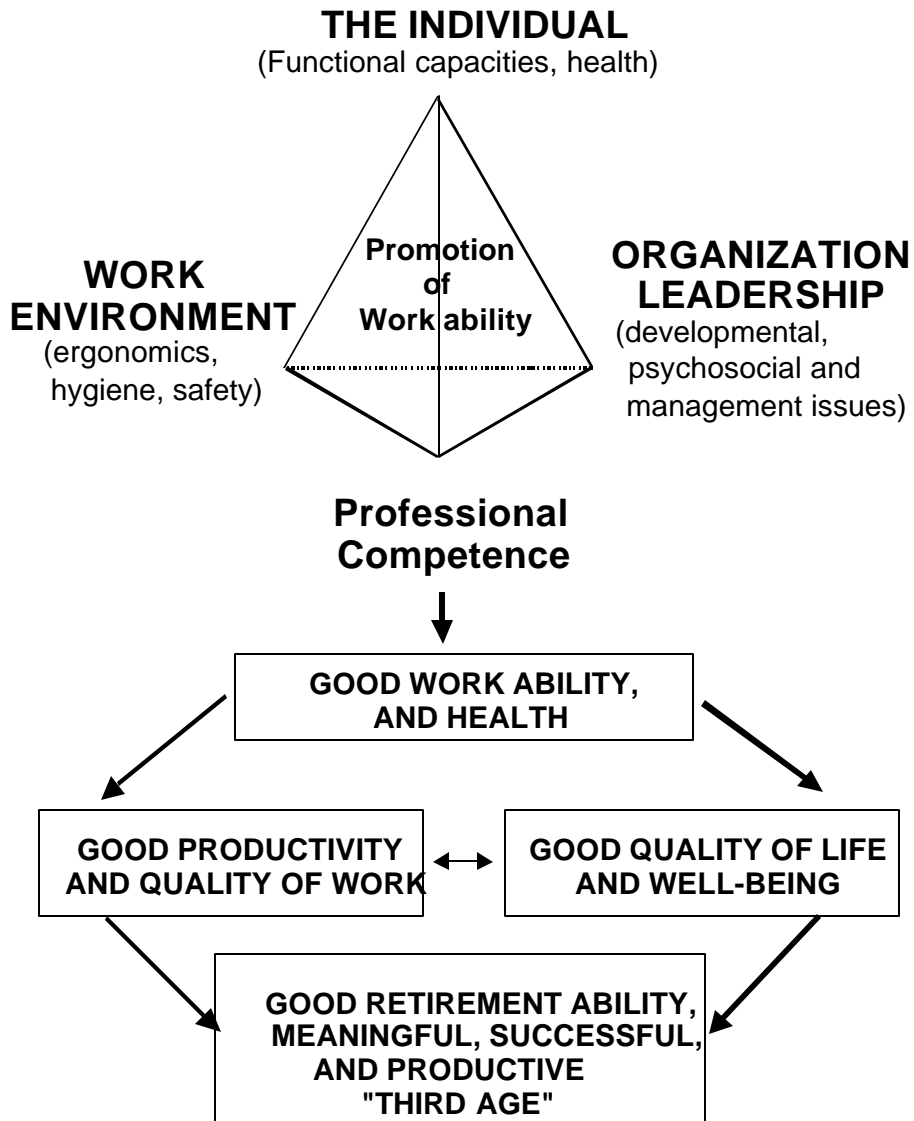 THE INDIVIDUAL
(Functional capacities, health)
Promotion
of
Work ability
WORK
ENVIRONMENT
(ergonomics,
hygiene, safety)
ORGANIZATION
LEADERSHIP
(developmental,
psychosocial and
management issues)
Professional
Competence
GOOD WORK ABILITY,
AND HEALTH
GOOD PRODUCTIVITY
AND QUALITY OF WORK
GOOD QUALITY OF LIFE
AND WELL-BEING
GOOD RETIREMENT ABILITY,
MEANINGFUL, SUCCESSFUL,
AND PRODUCTIVE
"THIRD AGE"